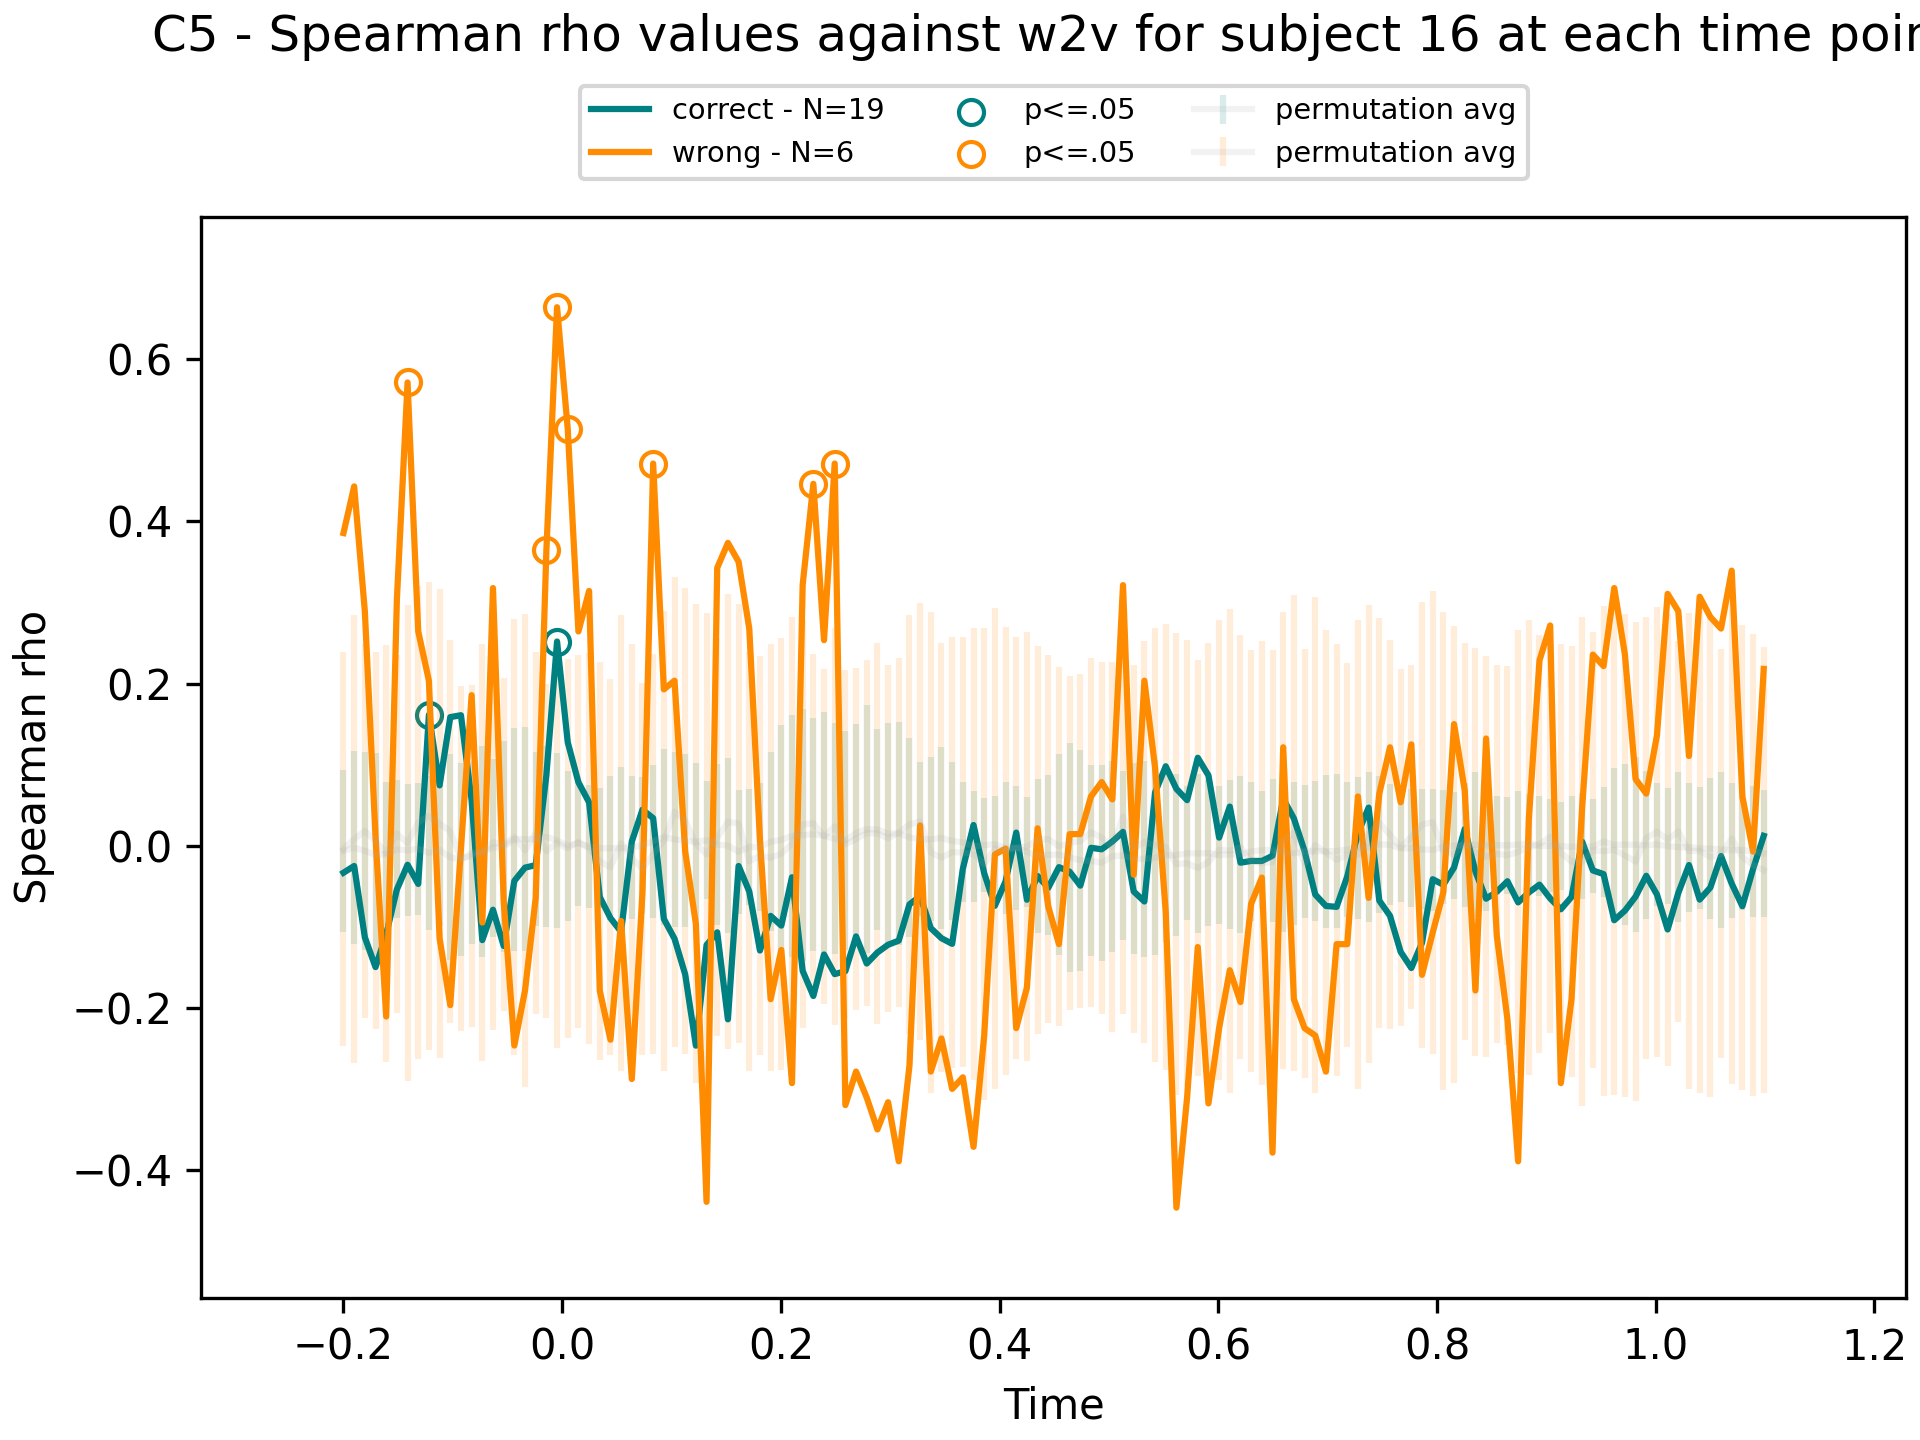 C5 - Spearman rho values against w2v for subject 16 at each time poin
correct - N=19
wrong - N=6
p<=.05
p<=.05
permutation avg
permutation avg
Spearman rho
0.6
0.4
0.2
0.0
−0.2
−0.4
−0.2 0.0 0.2 0.4 0.6 0.8 1.0 1.2
Time